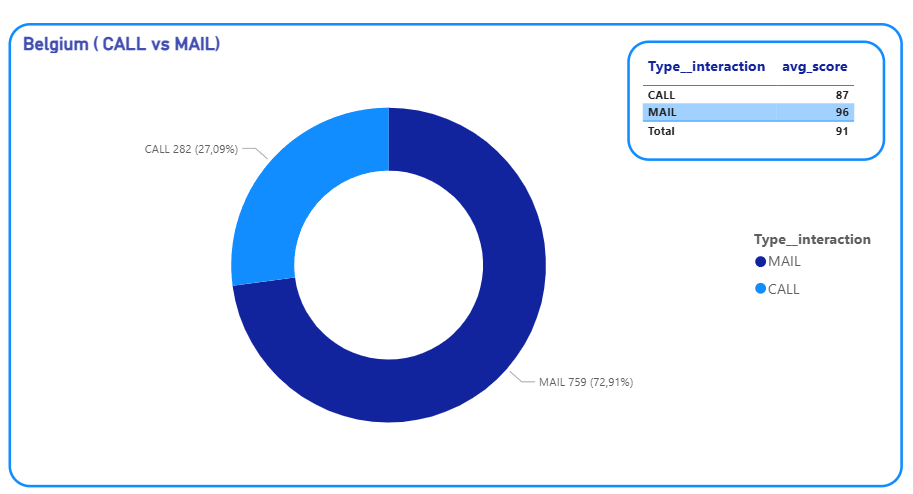 Belgium ( CALL vs MAIL)
Type__interaction avg_score
CALL 87
MAIL 96
Total 91
CALL 282 (27,09%)
Type__interaction
MAIL
CALL
MAIL 759 (72,91%)